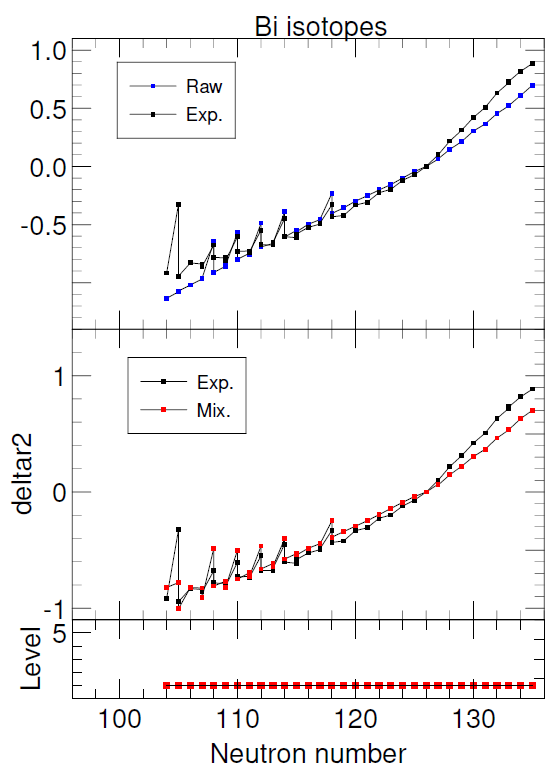 Bi isotopes
1.0
0.5
0.0
-0.5
Raw
Exp.
1
0
-1
deltar2
Exp.
Mix.
5
Level
100 110 120 130
Neutron number